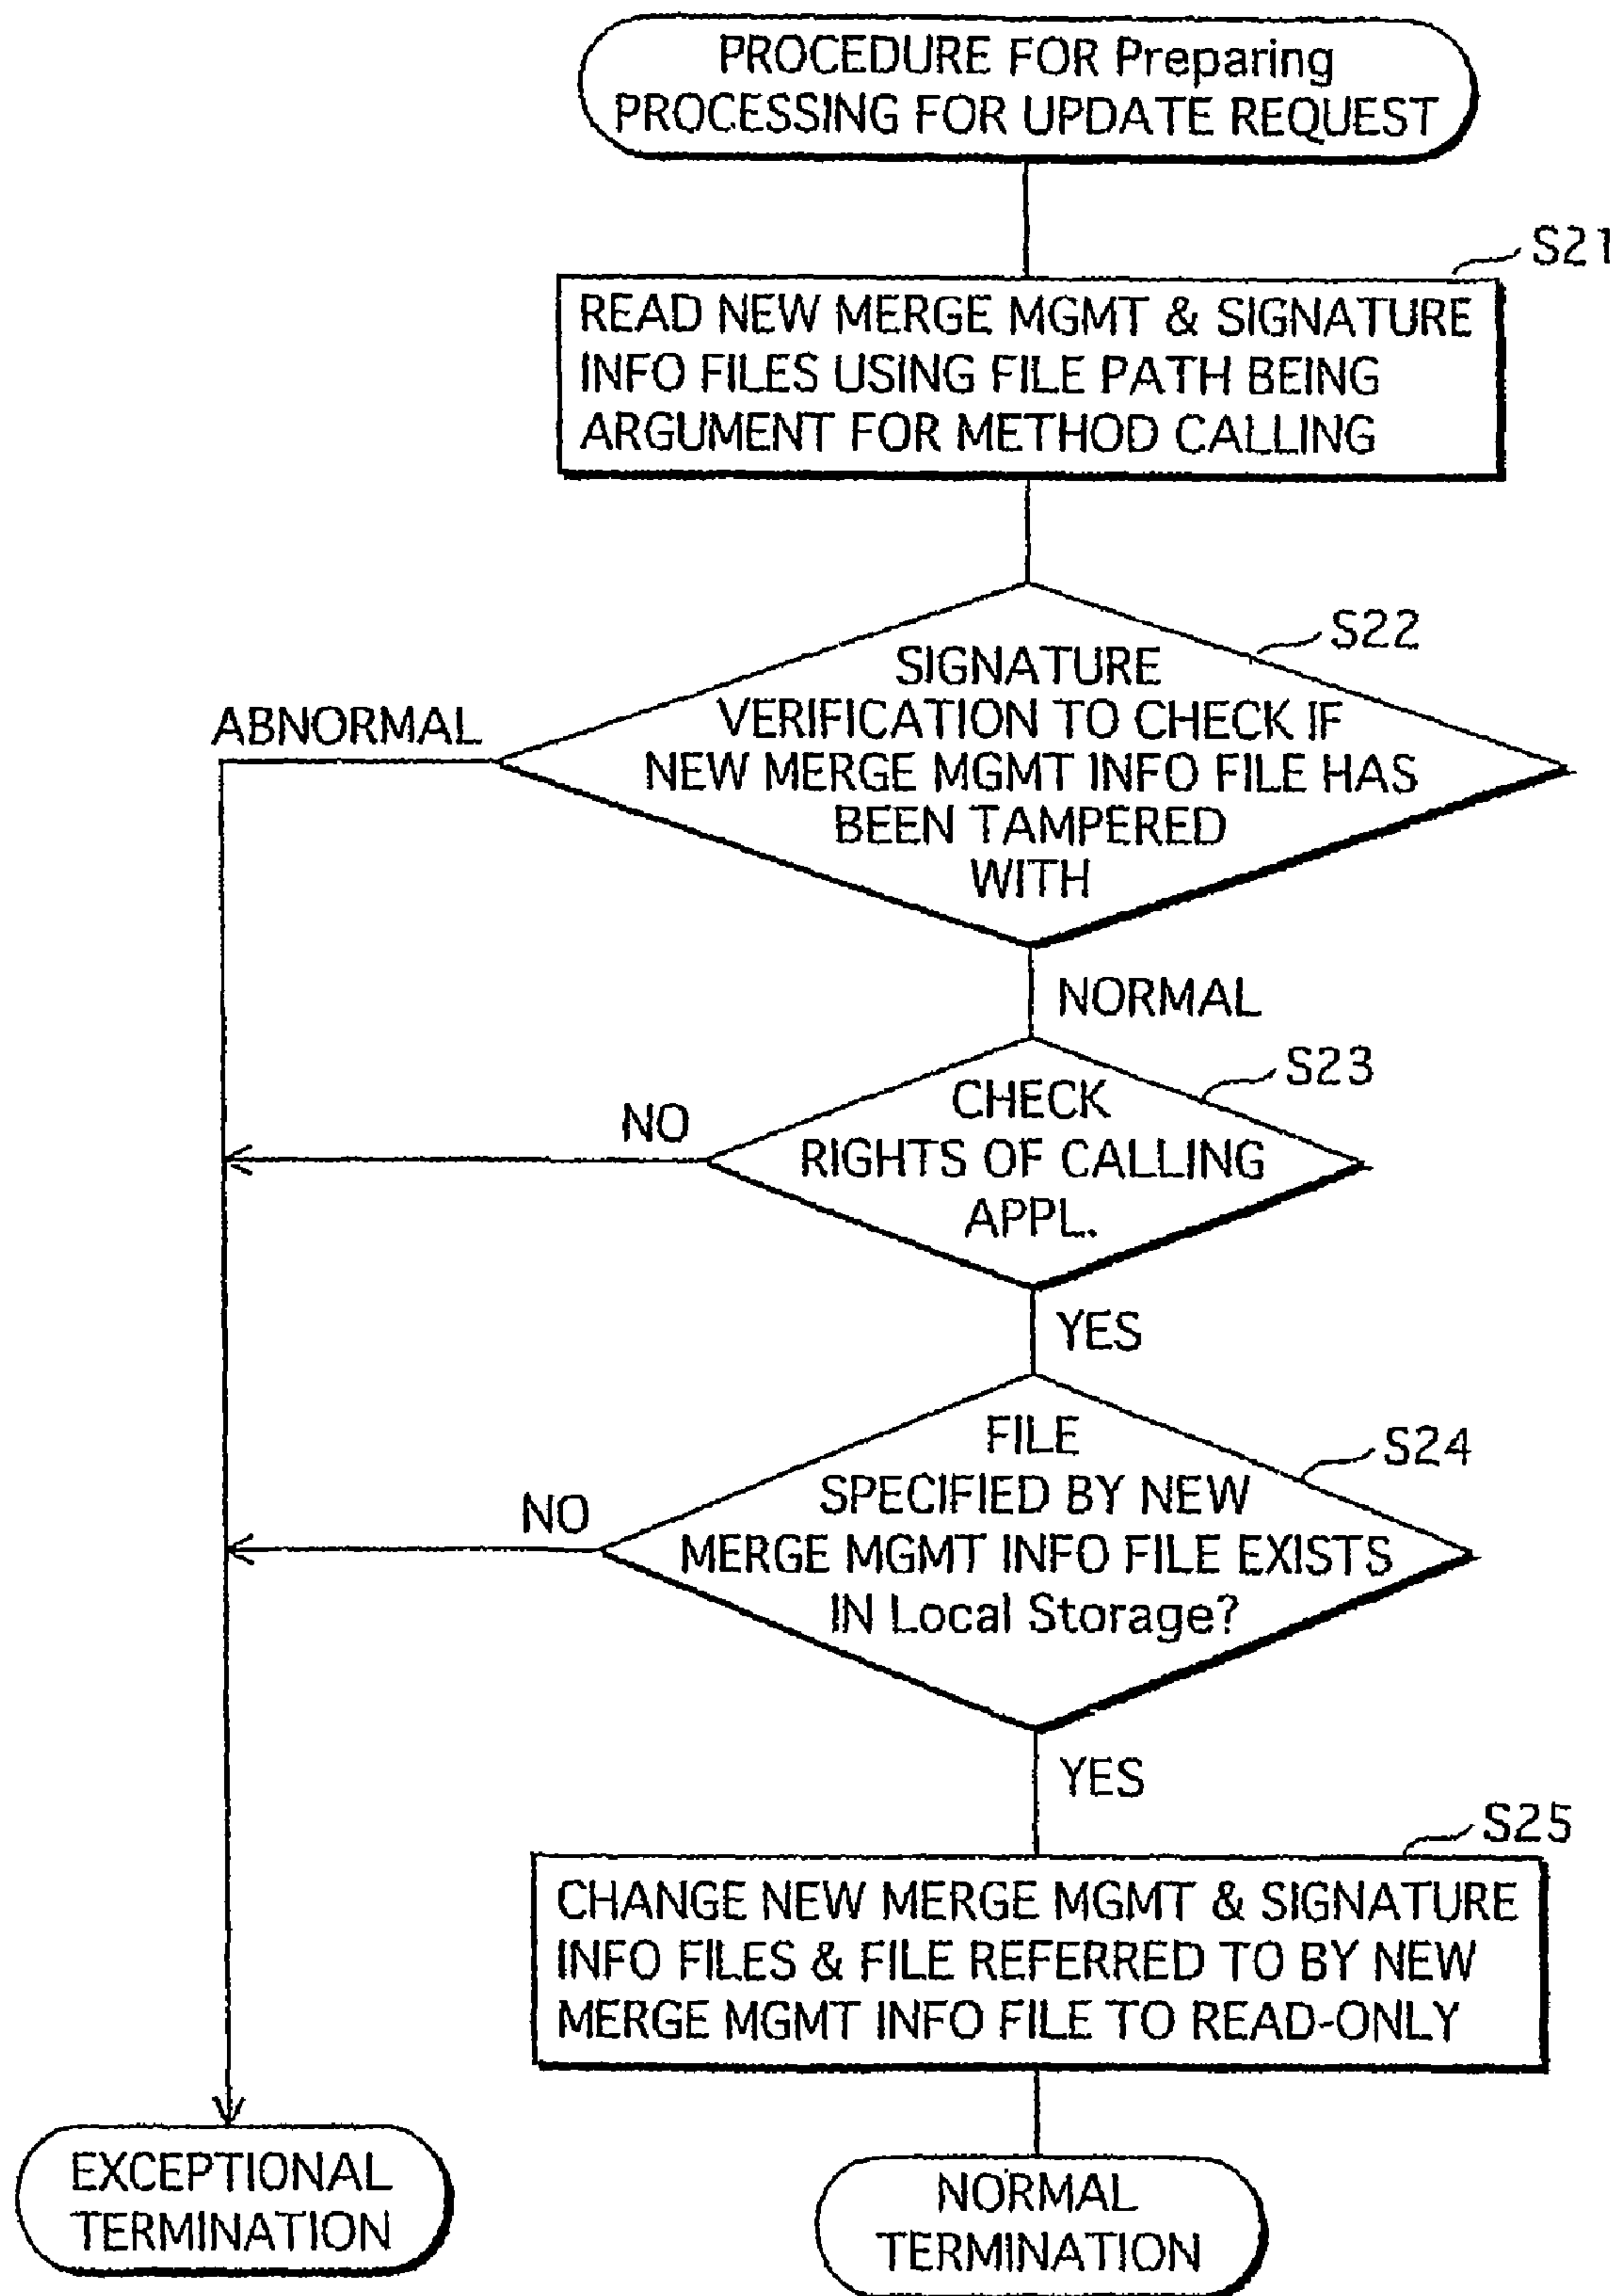 PROCEDURE FOR Preparing
PROCESSING FOR UPDATE REQUEST
S21
READ NEW MERGE MGMT & SIGNATURE
INFO FILES USING FILE PATH BEING
ARGUMENT FOR METHOD CALLING
S22
SIGNATURE
VERIFICATION TO CHECK IF
NEW MERGE MGMT INFO FILE HAS
BEEN TAMPERED
WITH
ABNORMAL
NORMAL
S23
CHECK
RIGHTS OF CALLING
APPL.
NO
YES
S24
FILE
SPECIFIED BY NEW
MERGE MGMT INFO FILE EXISTS
IN Local Storage?
NO
YES
S25
CHANGE NEW MERGE MGMT & SIGNATURE
INFO FILES & FILE REFERRED TO BY NEW
MERGE MGMT INFO FILE TO READ-ONLY
EXCEPTIONAL
TERMINATION
NORMAL
TERMINATION